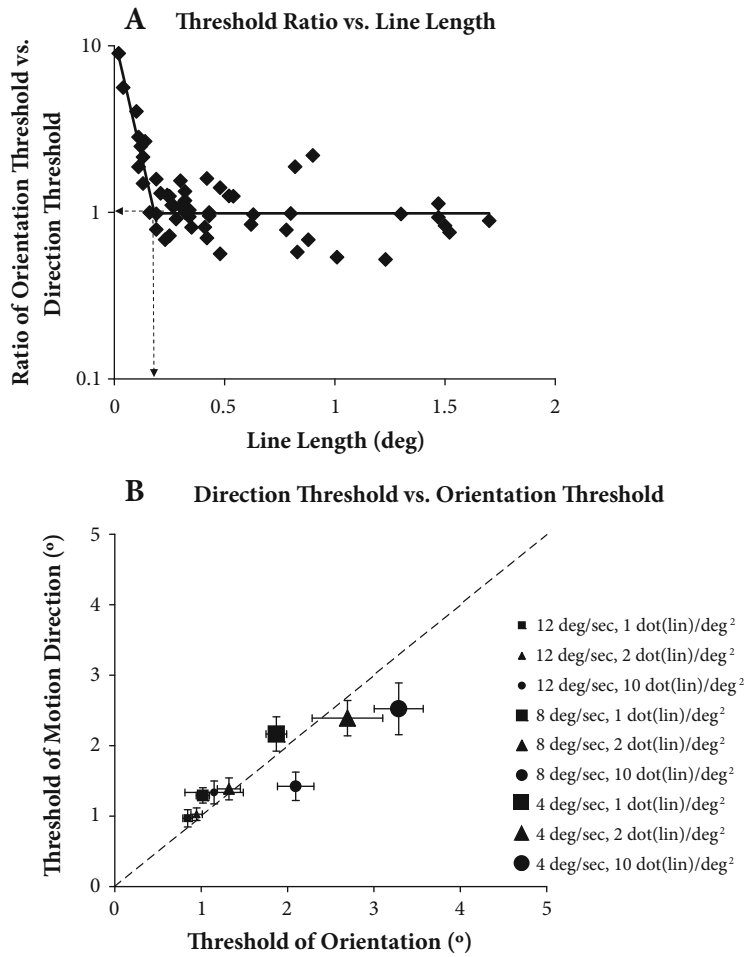 A Threshold Ratio vs. Line Length
Ratio of Orientation Threshold vs.
Direction Threshold
10
1
0.1
0 0.5 1 1.5 2
Line Length (deg)
B Direction Threshold vs. Orientation Threshold
Threshold of Motion Direction (º)
5
4
3
2
1
0
0 1 2 3 4 5
Threshold of Orientation (º)
12 deg/sec, 1 dot(lin)/deg²
12 deg/sec, 2 dot(lin)/deg²
12 deg/sec, 10 dot(lin)/deg²
8 deg/sec, 1 dot(lin)/deg²
8 deg/sec, 2 dot(lin)/deg²
8 deg/sec, 10 dot(lin)/deg²
4 deg/sec, 1 dot(lin)/deg²
4 deg/sec, 2 dot(lin)/deg²
4 deg/sec, 10 dot(lin)/deg²